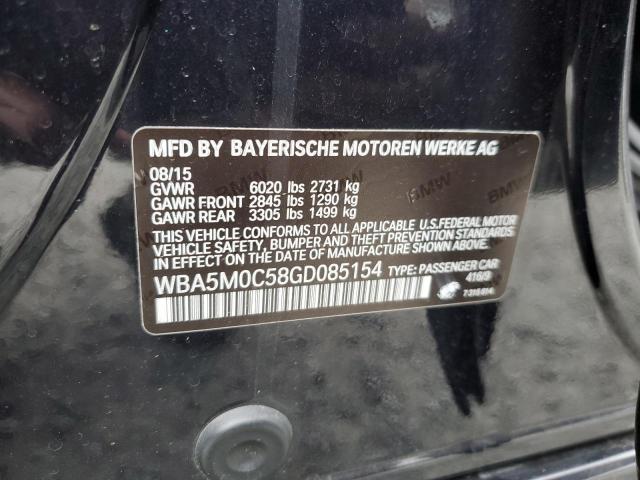 MFD BY BAYERISCHE MOTOREN WERKE AG
08/15
GVWR 6020 lbs 2731 kg
GAWR FRONT 2845 lbs 1290 kg
GAWR REAR 3305 lbs 1499 kg
THIS VEHICLE CONFORMS TO ALL APPLICABLE U.S. FEDERAL MOTOR
VEHICLE SAFETY, BUMPER, AND THEFT PREVENTION STANDARDS
IN EFFECT ON THE DATE OF MANUFACTURE SHOWN ABOVE.
WBA5M0C58GD085154 TYPE: PASSENGER CAR
416/9